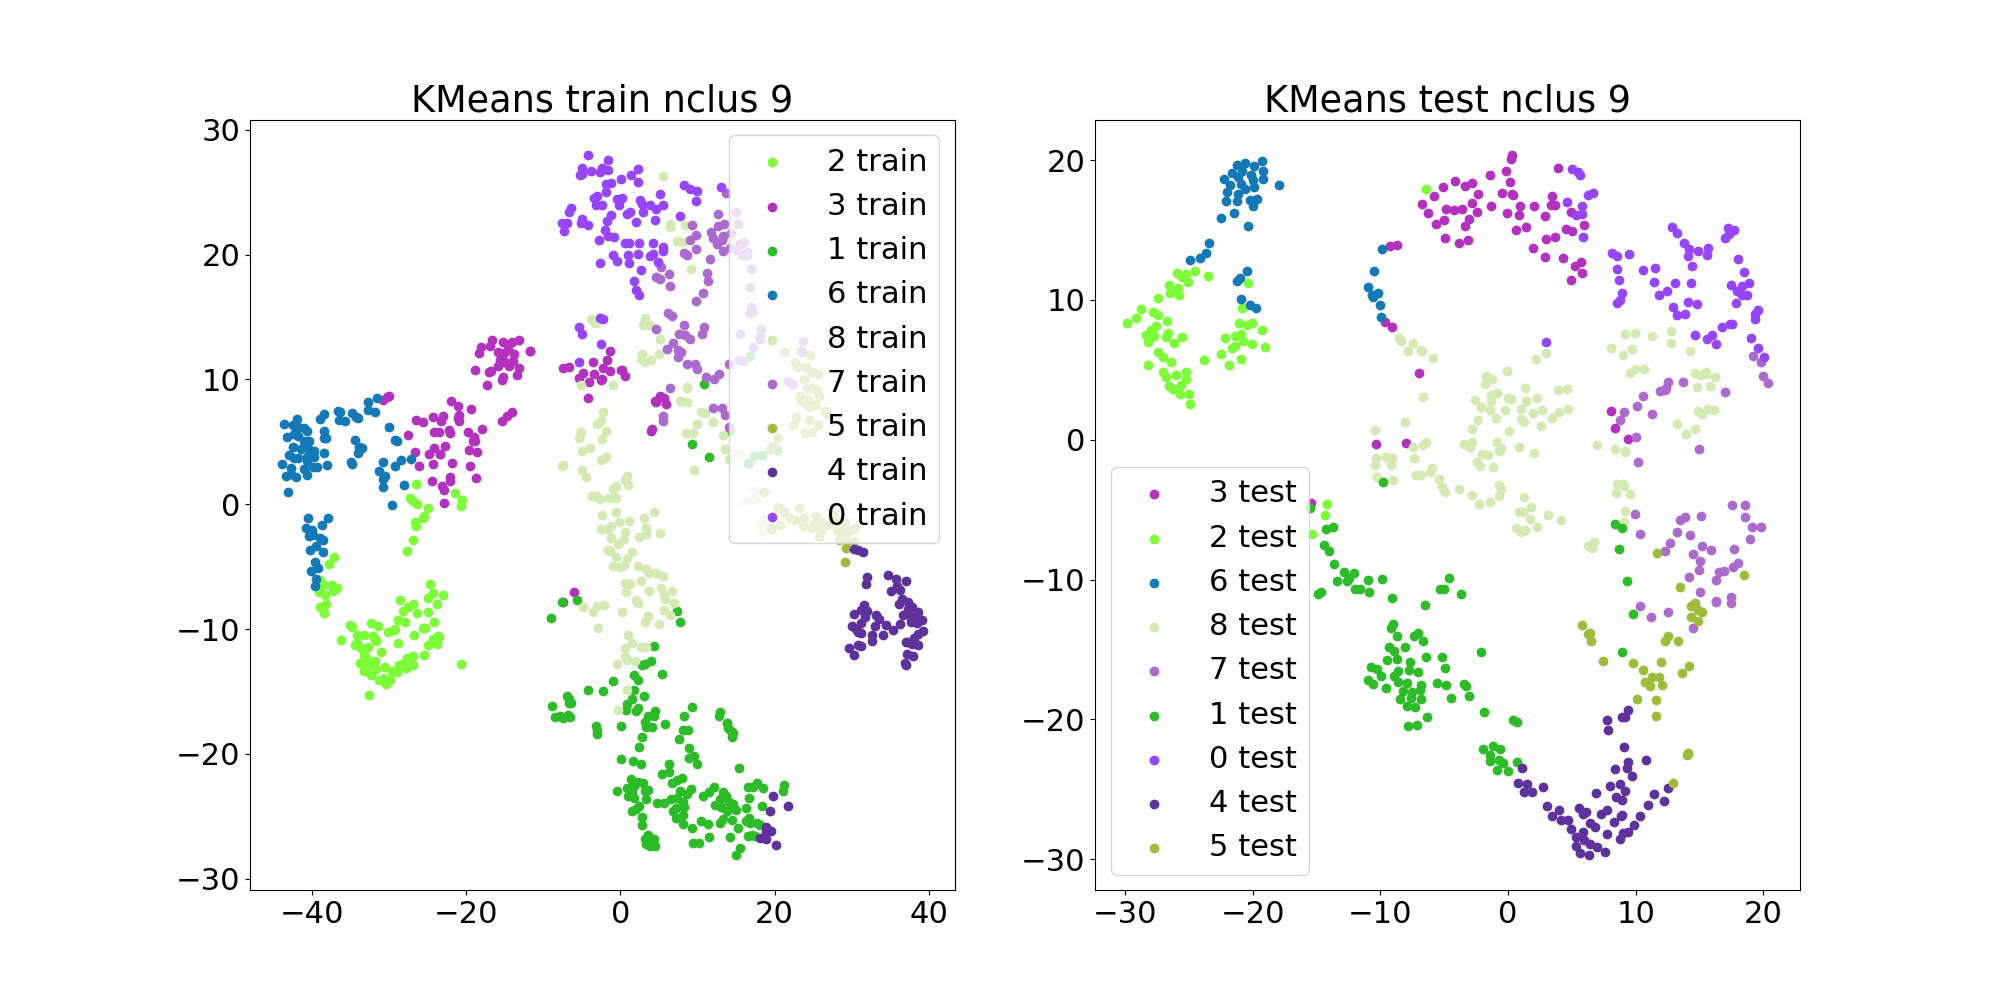 KMeans train nclus 9
30
20
10
0
−10
−20
−30
−40
−20
0
20
40
2 train
3 train
1 train
6 train
8 train
7 train
5 train
4 train
0 train
KMeans test nclus 9
20
10
0
−10
−20
−30
−30
−20
−10
0
10
20
3 test
2 test
6 test
8 test
7 test
1 test
0 test
4 test
5 test